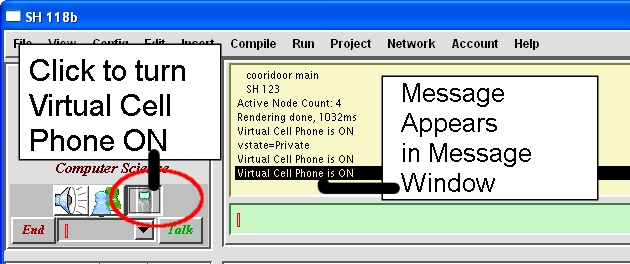 SH 118b
File View Config Edit Insert Compile Run Project Network Account Help
Click to turn
Virtual Cell
Phone ON
Computer Science
End
Talk
cooridoor main
SH 123
Active Node Count: 4
Rendering done, 1032ms
Virtual Cell Phone is ON
vstate=Private
Virtual Cell Phone is ON
Virtual Cell Phone is ON
Message
Appears
in Message
Window